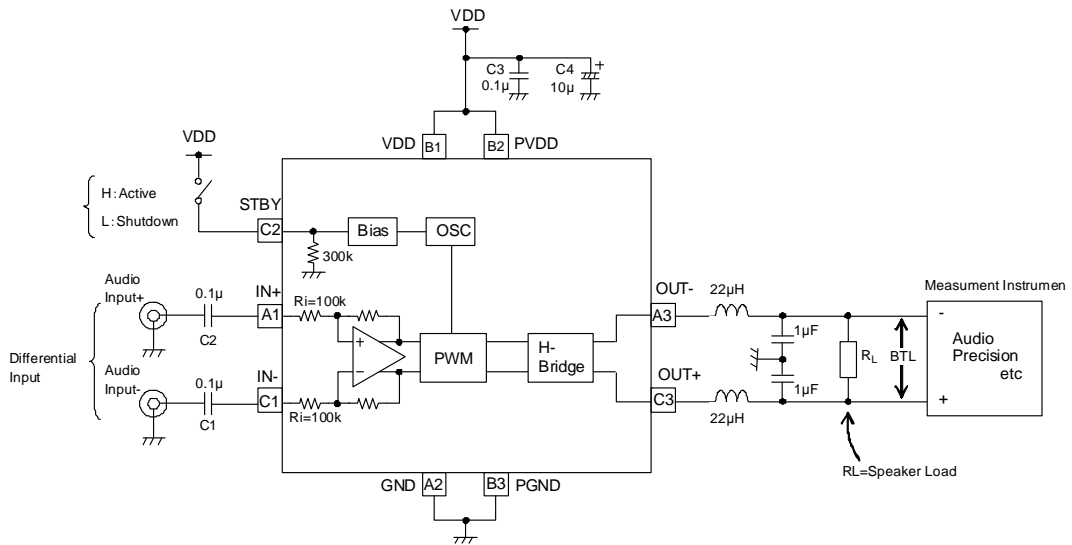 VDD
C3
0.1µ
C4
+
10µ
VDD
VDD
B1
B2
PVDD
H:Active
L:Shutdown
STBY
C2
Bias
OSC
300k
Audio
Input+
0.1µ
C2
IN+
A1
Ri=100k
+
PWM
H-
Bridge
OUT-
A3
22µH
1µF
Measument Instrumen
-
Audio
Precision
etc
+
RL
BTL
Differential
Input
Audio
Input-
0.1µ
C1
IN-
C1
Ri=100k
−
OUT+
C3
22µH
1µF
RL=Speaker Load
GND
A2
B3
PGND